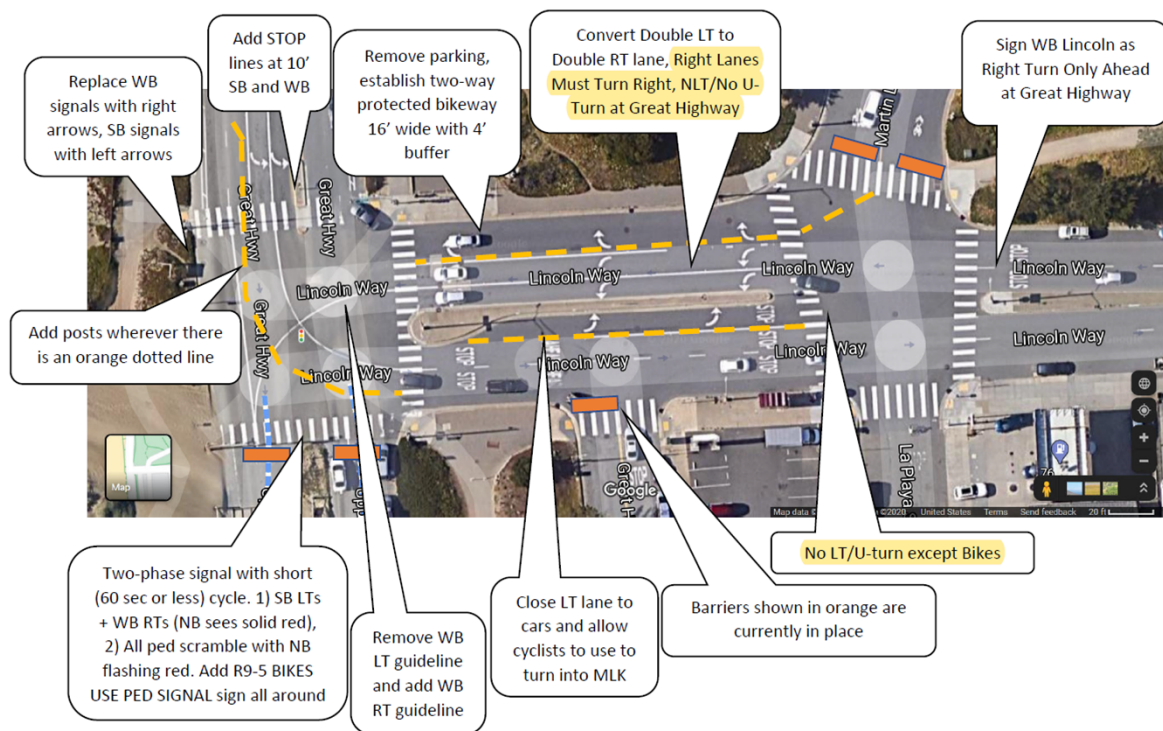 Replace WB
signals with right
arrows, SB signals
with left arrows
Add STOP
lines at 10’
SB and WB
Remove parking,
establish two-way
protected bikeway
16’ wide with 4’
buffer
Convert Double LT to
Double RT lane, Right Lanes
Must Turn Right, NLT/No U-
Turn at Great Highway
Sign WB Lincoln as
Right Turn Only Ahead
at Great Highway
Great Hwy
Great Hwy
Martin L
Lincoln Way
Lincoln Way
Lincoln Way
Lincoln Way
STOP STOP
Add posts wherever there
is an orange dotted line
Great Hwy
Lincoln Way
Lincoln Way
Lincoln Way
Lincoln Way
STOP STOP
STOP STOP
La Playa
76
Map
Great H
Google
Map data ©2020
United States
Terms
Send feedback
20 ft
Two-phase signal with short
(60 sec or less) cycle. 1) SB LTs
+ WB RTs (NB sees solid red),
2) All ped scramble with NB
flashing red. Add R9-5 BIKES
USE PED SIGNAL sign all around
Remove WB
LT guideline
and add WB
RT guideline
Close LT lane to
cars and allow
cyclists to use to
turn into MLK
Barriers shown in orange are
currently in place
No LT/U-turn except Bikes